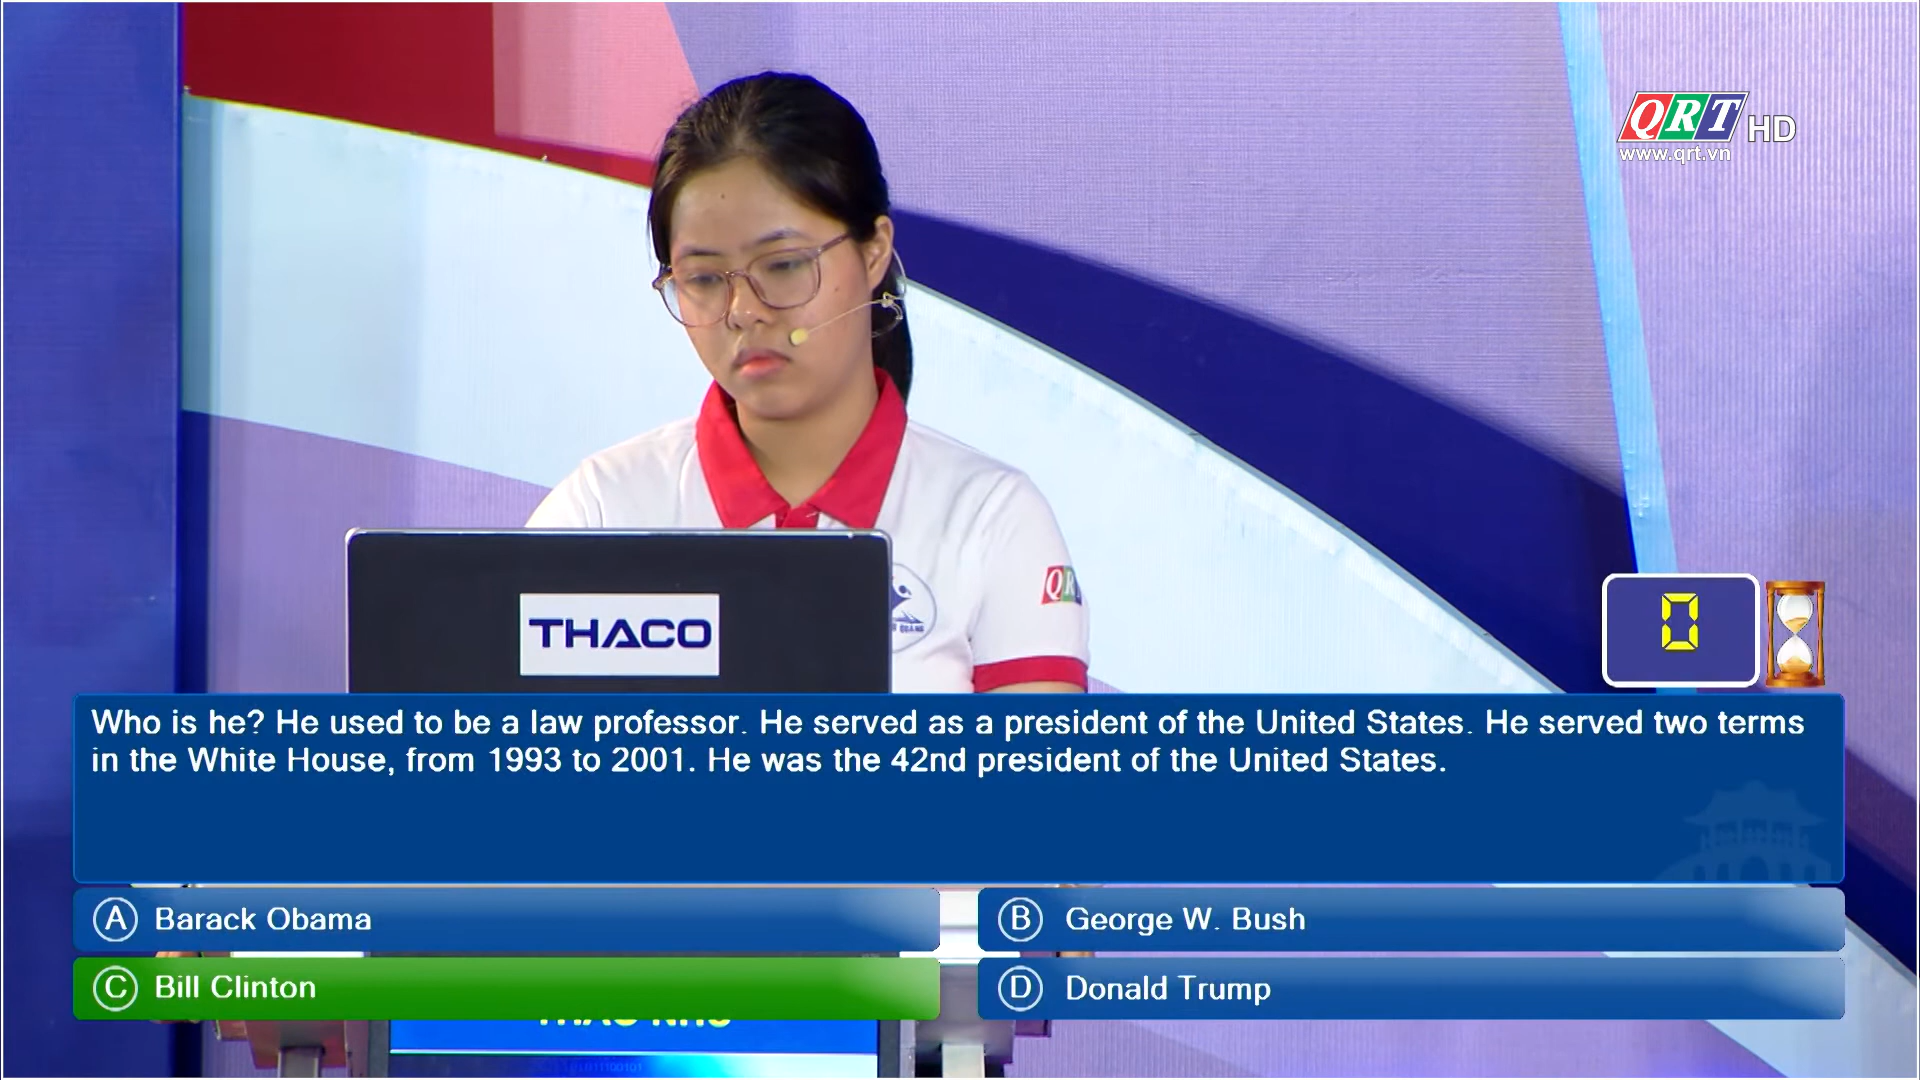 QRT HD
www.qrt.vn
QRT
THACO
0
Who is he? He used to be a law professor. He served as a president of the United States. He served two terms
in the White House, from 1993 to 2001. He was the 42nd president of the United States.
A Barack Obama
B George W. Bush
C Bill Clinton
D Donald Trump